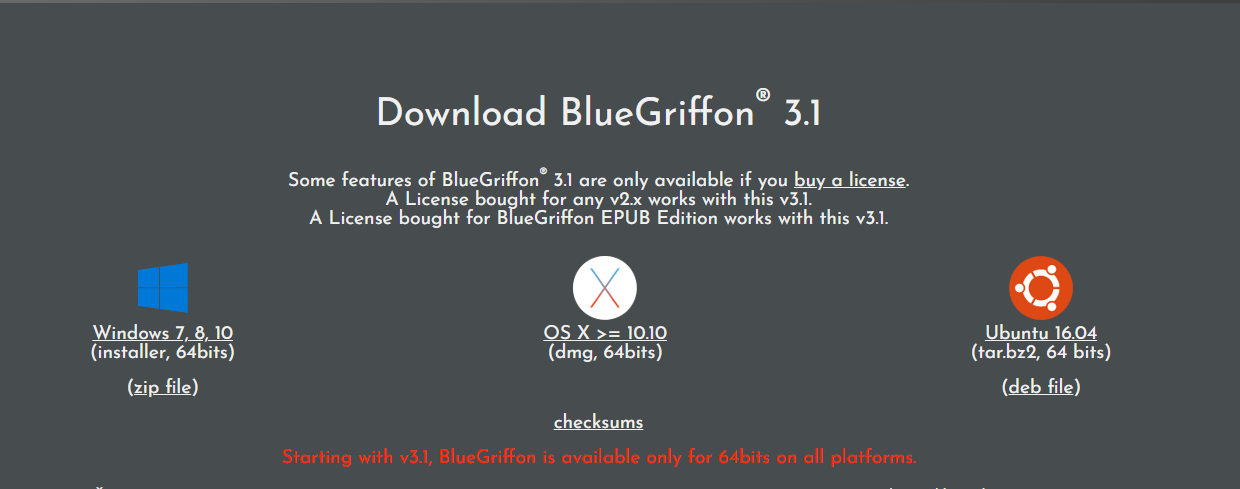 Download BlueGriffon® 3.1
Some features of BlueGriffon® 3.1 are only available if you buy a license.
A License bought for any v2.x works with this v3.1.
A License bought for BlueGriffon EPUB Edition works with this v3.1.
Windows 7, 8, 10
(installer, 64bits)
(zip file)
OS X >= 10.10
(dmg, 64bits)
Ubuntu 16.04
(tar.bz2, 64 bits)
(deb file)
checksums
Starting with v3.1, BlueGriffon is available only for 64bits on all platforms.